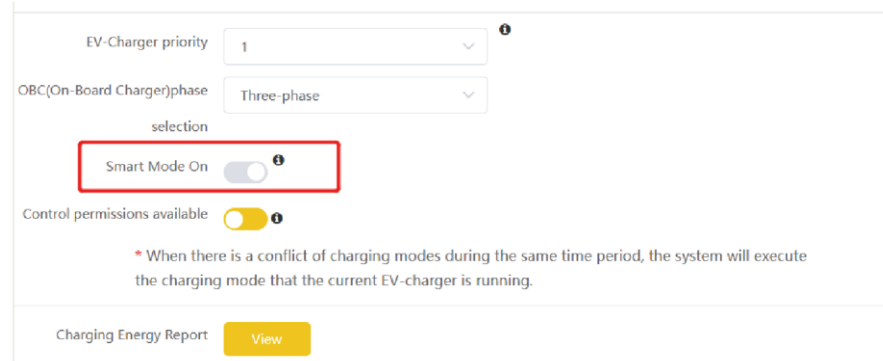 EV-Charger priority
1
OBC(On-Board Charger)phase
selection
Three-phase
Smart Mode On
Control permissions available
* When there is a conflict of charging modes during the same time period, the system will execute
the charging mode that the current EV-charger is running.
Charging Energy Report
View